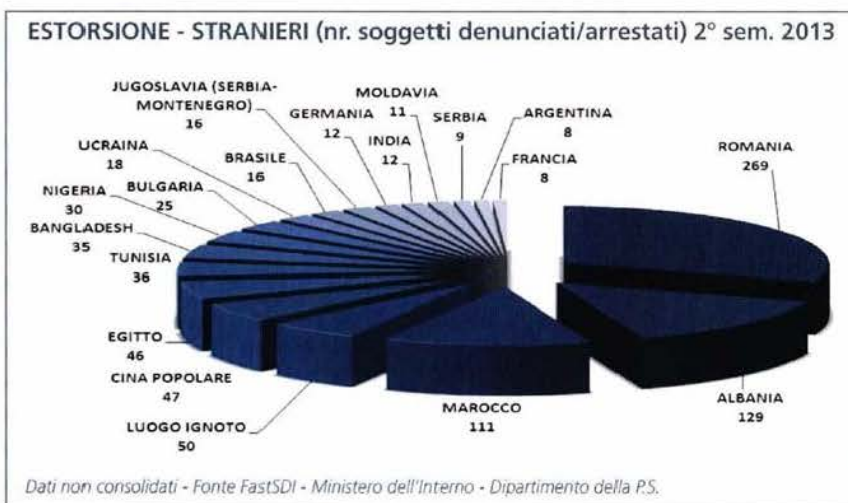 ESTORSIONE - STRANIERI (nr. soggetti denunciati/arrestati) 2° sem. 2013
JUGOSLAVIA (SERBIA-
MONTENEGRO)
16
GERMANIA
12
MOLDAVIA
11
INDIA
12
SERBIA
9
ARGENTINA
8
FRANCIA
8
ROMANIA
269
UCRAINA
18
BRASILE
16
NIGERIA
30
BULGARIA
25
BANGLADESH
35
TUNISIA
36
EGITTO
46
CINA POPOLARE
47
LUOGO IGNOTO
50
MAROCCO
111
ALBANIA
129
Dati non consolidati - Fonte FastSDI - Ministero dell'Interno - Dipartimento della P.S.